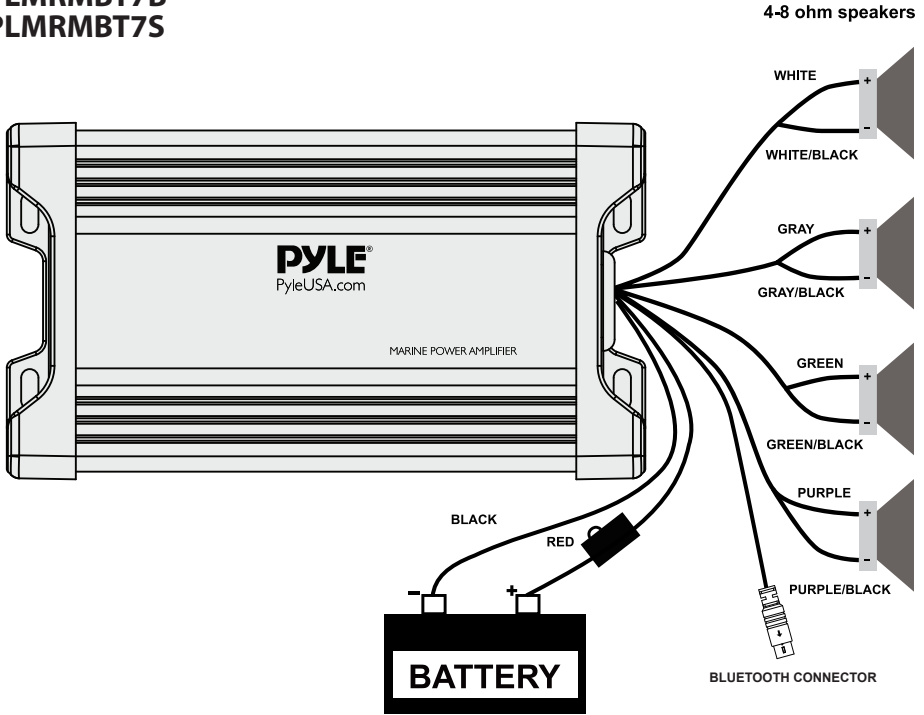 PLMRMBT7S
4-8 ohm speakers
WHITE
+
-
WHITE/BLACK
GRAY
+
-
GRAY/BLACK
GREEN
+
-
GREEN/BLACK
PURPLE
+
-
PURPLE/BLACK
PYLE®
PyleUSA.com
MARINE POWER AMPLIFIER
BLACK
RED
- +
BATTERY
BLUETOOTH CONNECTOR